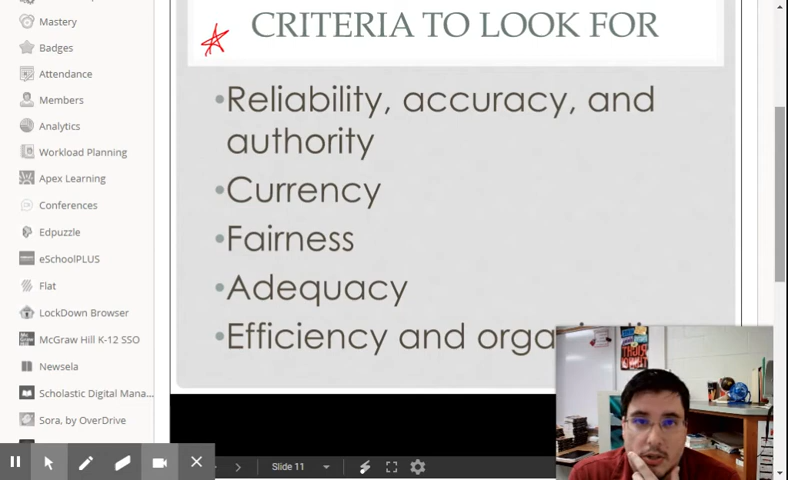 Mastery
Badges
Attendance
Members
Analytics
Workload Planning
Apex Learning
Conferences
Edpuzzle
eSchoolPLUS
Flat
LockDown Browser
McGraw Hill K-12 SSO
Newsela
Scholastic Digital Mana...
Sora, by OverDrive
CRITERIA TO LOOK FOR
•Reliability, accuracy, and
authority
•Currency
•Fairness
•Adequacy
•Efficiency and orga
Slide 11